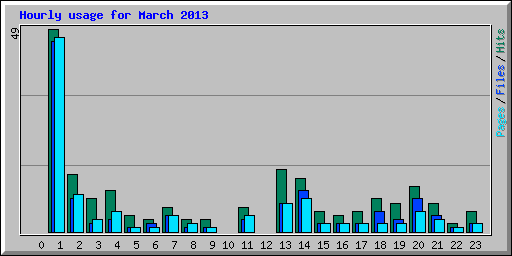 Hourly usage for March 2013
49
Pages/Files/Hits
0 1 2 3 4 5 6 7 8 9 10 11 12 13 14 15 16 17 18 19 20 21 22 23